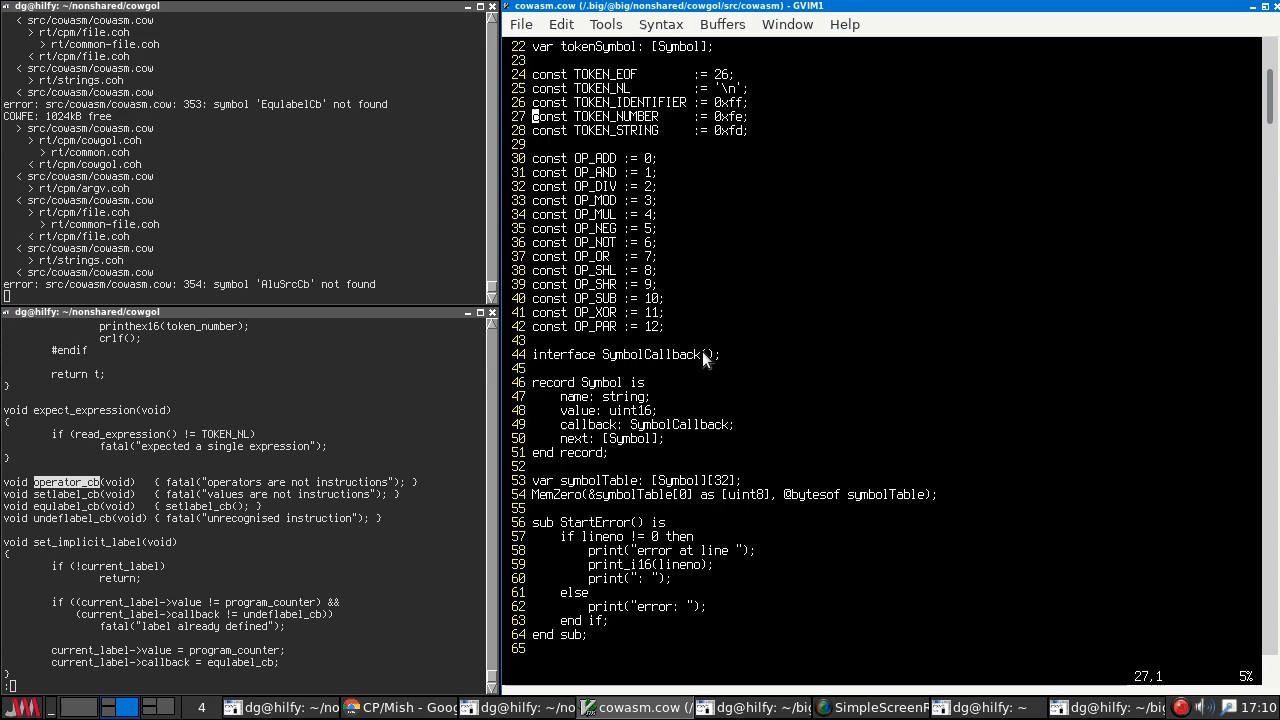 dg@hilfy: ~/nonshared/cowgol
< src/cowasm/cowasm.cow
> rt/cpm/file.coh
> rt/common-file.coh
< rt/cpm/file.coh
< src/cowasm/cowasm.cow
> rt/strings.coh
< src/cowasm/cowasm.cow
error: src/cowasm/cowasm.cow: 353: symbol 'EqulabelCb' not found
COWFE: 1024kB free
> src/cowasm/cowasm.cow
> rt/cpm/cowgol.coh
> rt/common.coh
< rt/cpm/cowgol.coh
< src/cowasm/cowasm.cow
> rt/cpm/argv.coh
< src/cowasm/cowasm.cow
> rt/cpm/file.coh
> rt/common-file.coh
< rt/cpm/file.coh
< src/cowasm/cowasm.cow
> rt/strings.coh
< src/cowasm/cowasm.cow
error: src/cowasm/cowasm.cow: 354: symbol 'AluSrcCb' not found
dg@hilfy: ~/nonshared/cowgol
printhex16(token_number);
crlf();
#endif
return t;
}
void expect_expression(void)
{
if (read_expression() != TOKEN_NL)
fatal("expected a single expression");
}
void operator_cb(void)   { fatal("operators are not instructions"); }
void setlabel_cb(void)   { fatal("values are not instructions"); }
void equlabel_cb(void)   { setlabel_cb(); }
void undeflabel_cb(void) { fatal("unrecognised instruction"); }
void set_implicit_label(void)
{
if (!current_label)
return;
if ((current_label->value != program_counter) &&
(current_label->callback != undeflabel_cb))
fatal("label already defined");
current_label->value = program_counter;
current_label->callback = equlabel_cb;
}
:
cowasm.cow (/.big/@big/nonshared/cowgol/src/cowasm) - GVIM1
File Edit Tools Syntax Buffers Window Help
22 var tokenSymbol: [Symbol];
23
24 const TOKEN_EOF        := 26;
25 const TOKEN_NL         := '\n';
26 const TOKEN_IDENTIFIER := 0xff;
27 const TOKEN_NUMBER     := 0xfe;
28 const TOKEN_STRING     := 0xfd;
29
30 const OP_ADD := 0;
31 const OP_AND := 1;
32 const OP_DIV := 2;
33 const OP_MOD := 3;
34 const OP_MUL := 4;
35 const OP_NEG := 5;
36 const OP_NOT := 6;
37 const OP_OR  := 7;
38 const OP_SHL := 8;
39 const OP_SHR := 9;
40 const OP_SUB := 10;
41 const OP_XOR := 11;
42 const OP_PAR := 12;
43
44 interface SymbolCallback();
45
46 record Symbol is
47     name: string;
48     value: uint16;
49     callback: SymbolCallback;
50     next: [Symbol];
51 end record;
52
53 var symbolTable: [Symbol][32];
54 MemZero(&symbolTable[0] as [uint8], @bytesof symbolTable);
55
56 sub StartError() is
57     if lineno != 0 then
58         print("error at line ");
59         print_i16(lineno);
60         print(": ");
61     else
62         print("error: ");
63     end if;
64 end sub;
65
27,1 5%
4 dg@hilfy: ~/no CP/Mish - Goo dg@hilfy: ~/no cowasm.cow (/ dg@hilfy: /.big SimpleScreenR dg@hilfy: ~ dg@hilfy: /.big 17:10